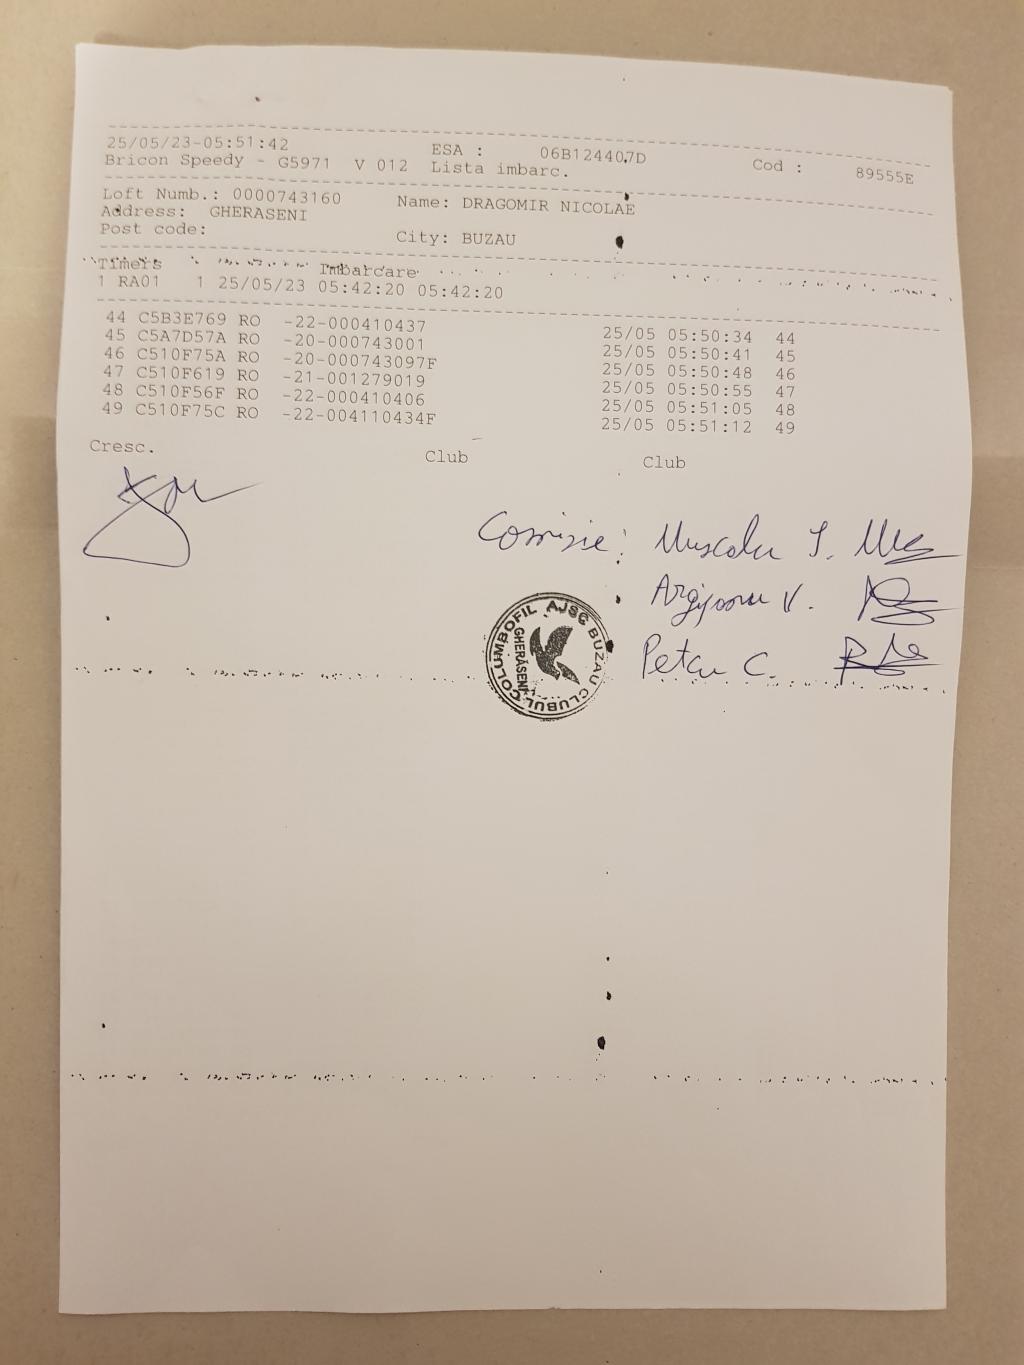 25/05/23-05:51:42 ESA : 06B124407D Cod : 89555E
Bricon Speedy - G5971 V 012 Lista imbarc.
Loft Numb.: 0000743160 Name: DRAGOMIR NICOLAE
Address: GHERASENI
Post code: City: BUZAU
Timers Imbarcare
1 RA01 1 25/05/23 05:42:20 05:42:20
44 C5B3E769 RO -22-000410437 25/05 05:50:34 44
45 C5A7D57A RO -20-000743001 25/05 05:50:41 45
46 C510F75A RO -20-000743097F 25/05 05:50:48 46
47 C510F619 RO -21-001279019 25/05 05:50:55 47
48 C510F56F RO -22-000410406 25/05 05:51:05 48
49 C510F75C RO -22-004110434F 25/05 05:51:12 49
Cresc. Club Club
Comisie: Muscalu I.
V.
Petcu C.
CLUBUL COLUMBOFIL AJSC BUZAU
GHERĂSENI